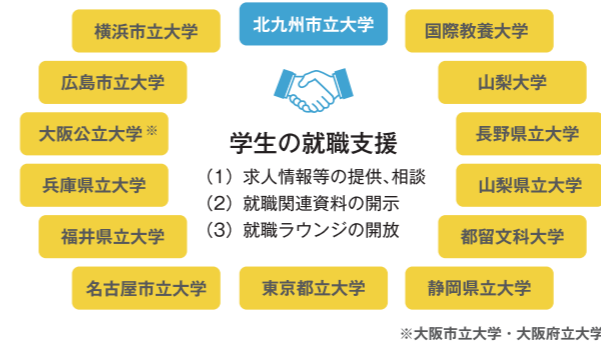 北九州市立大学
横浜市立大学
国際教養大学
広島市立大学
山梨大学
大阪公立大学※
長野県立大学
兵庫県立大学
山梨県立大学
福井県立大学
都留文科大学
名古屋市立大学
東京都立大学
静岡県立大学
学生の就職支援
(1) 求人情報等の提供、相談
(2) 就職関連資料の開示
(3) 就職ラウンジの開放
※大阪市立大学・大阪府立大学